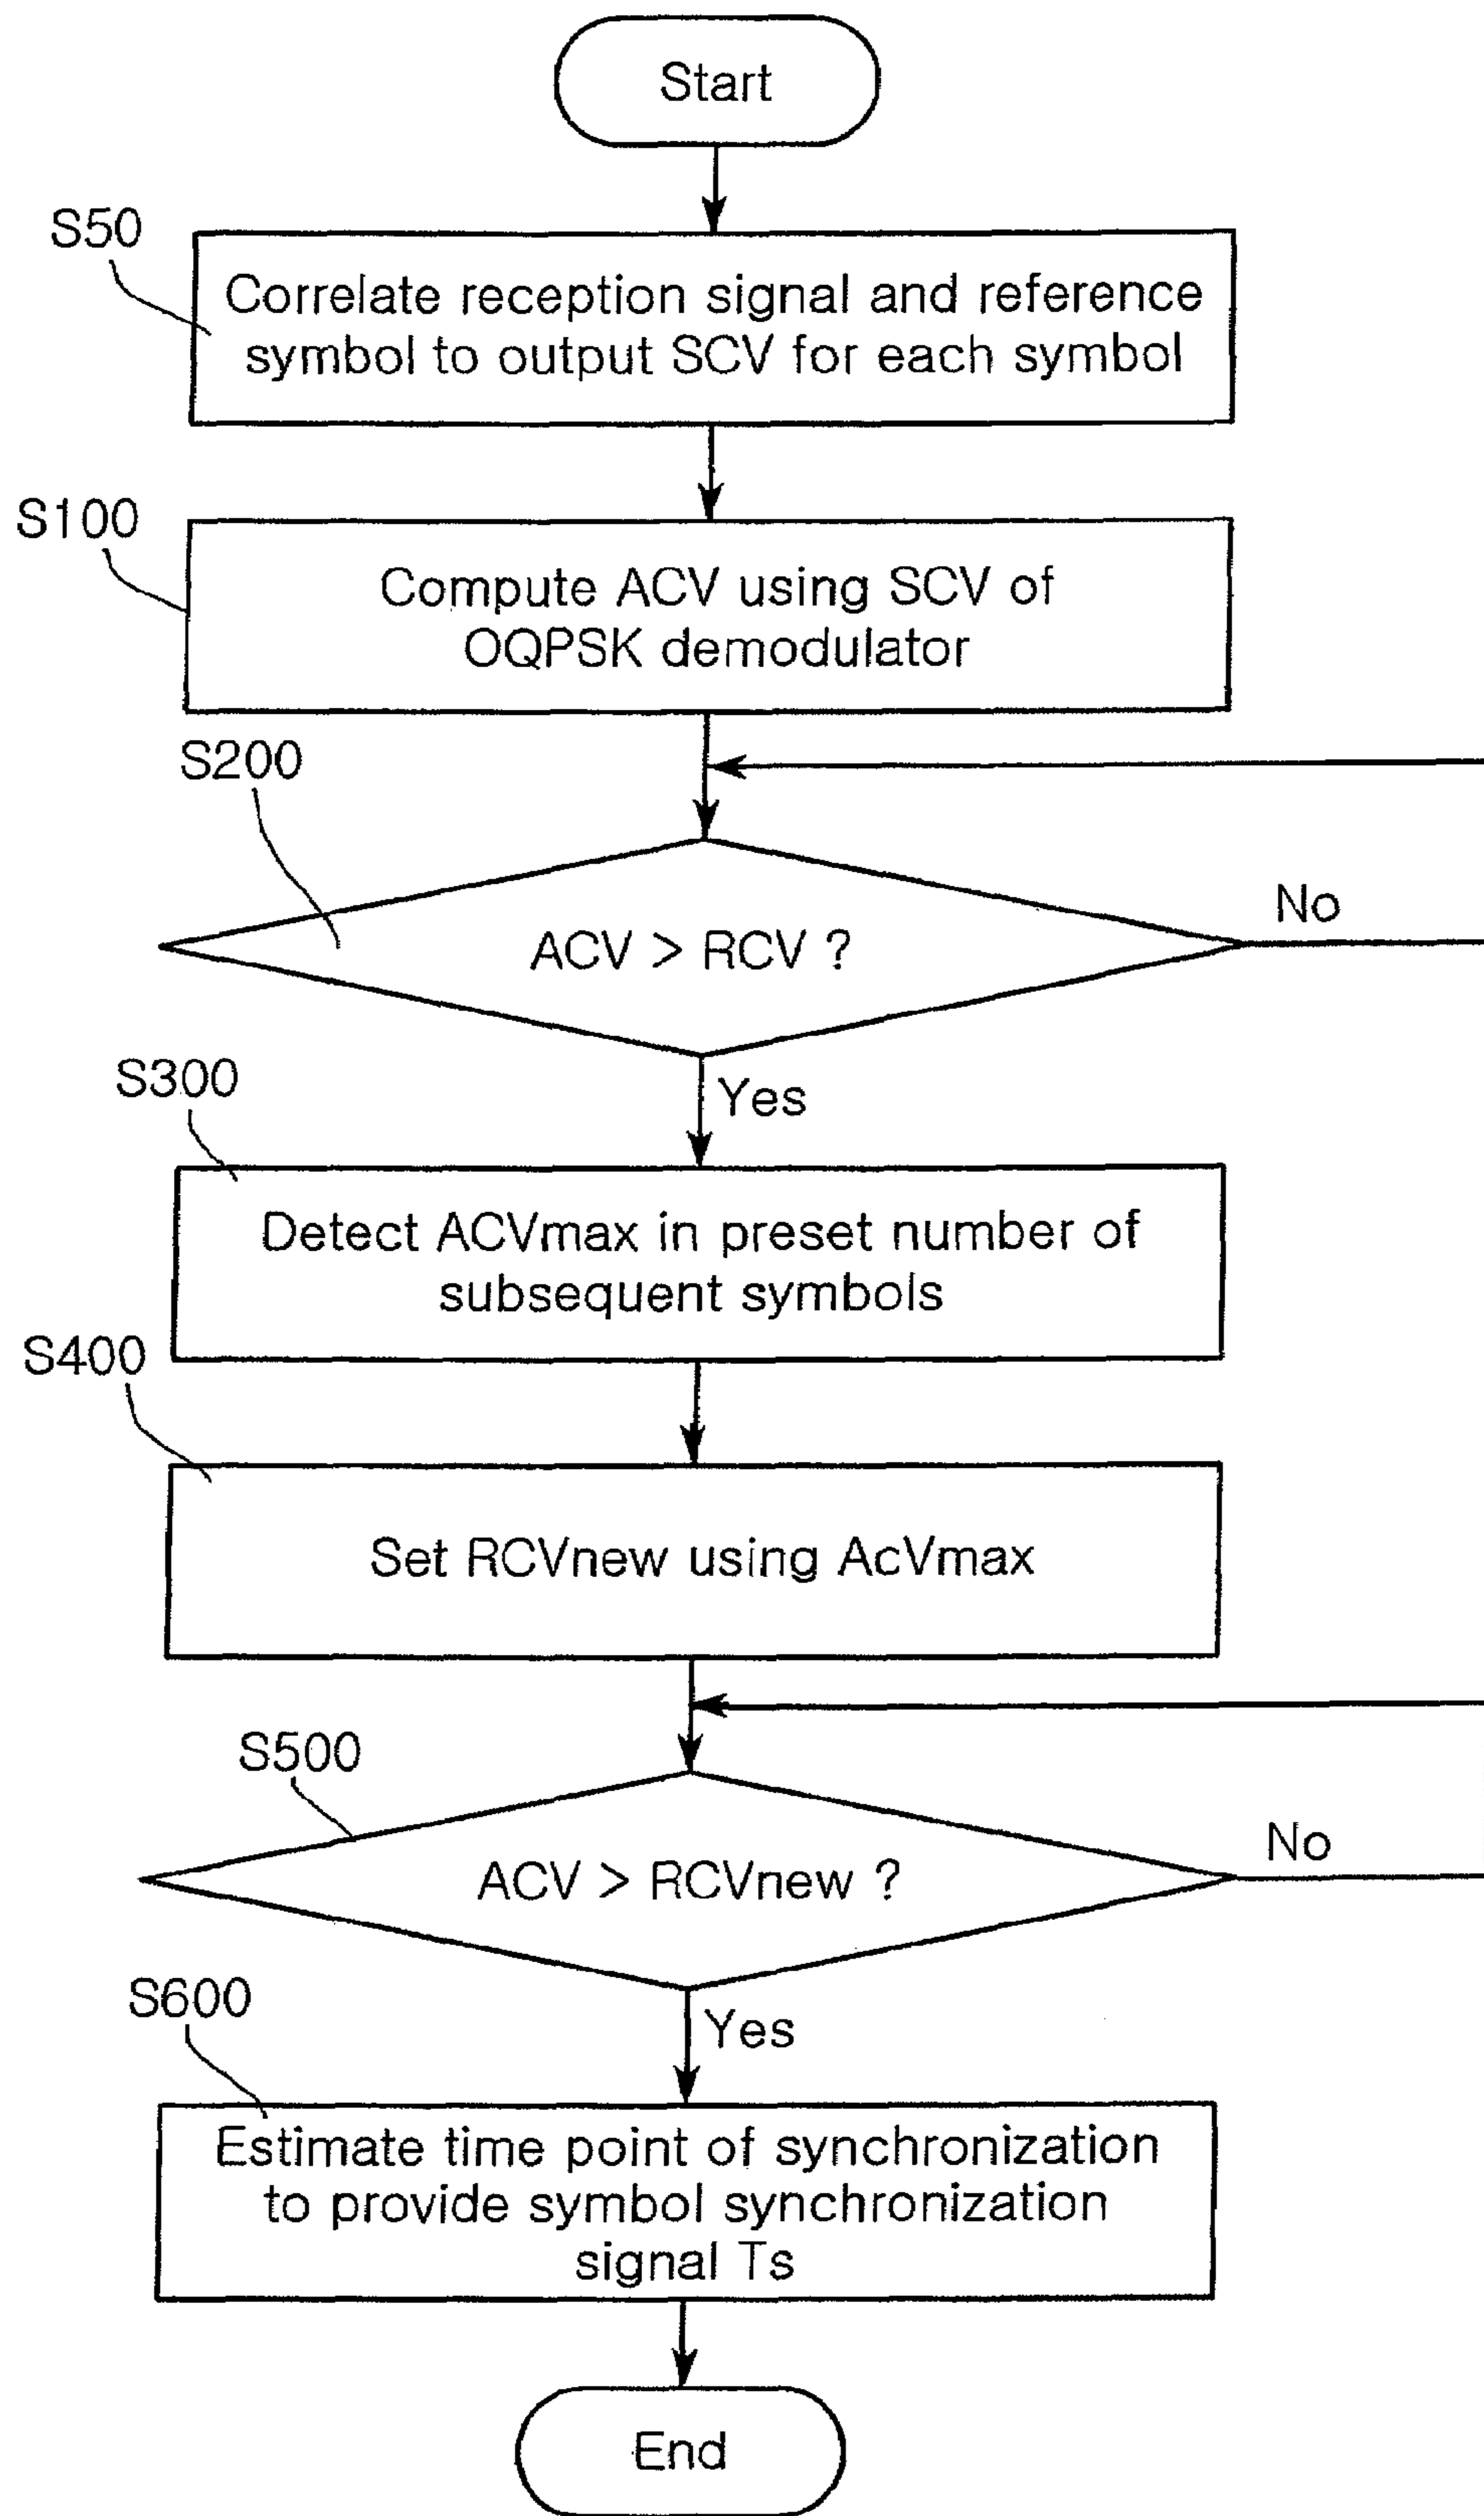 Start
S50
Correlate reception signal and reference
symbol to output SCV for each symbol
S100
Compute ACV using SCV of
OQPSK demodulator
S200
ACV > RCV ?
No
Yes
S300
Detect ACVmax in preset number of
subsequent symbols
S400
Set RCVnew using AcVmax
S500
ACV > RCVnew ?
No
Yes
S600
Estimate time point of synchronization
to provide symbol synchronization
signal Ts
End